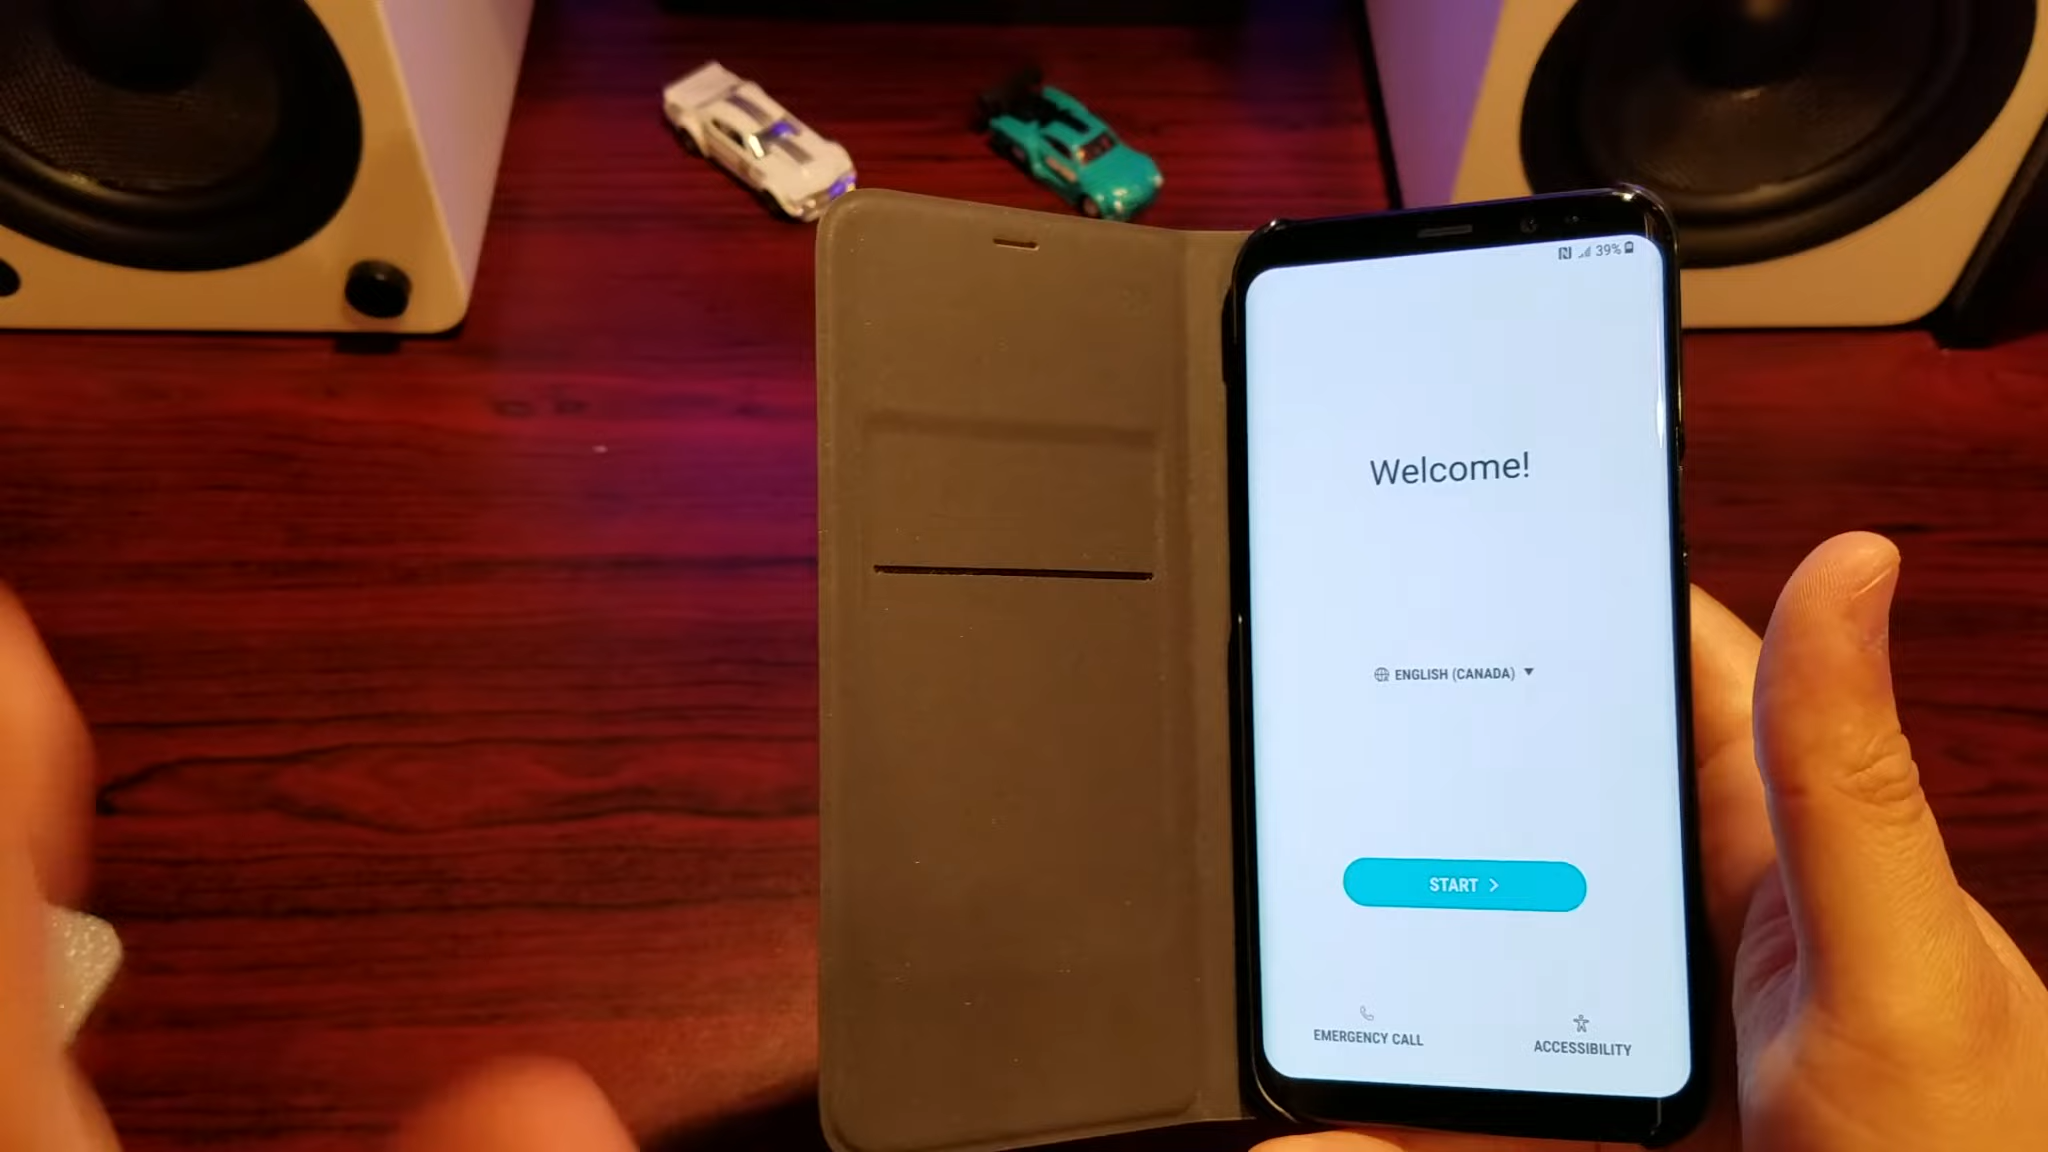 39%
Welcome!
ENGLISH (CANADA)
START
EMERGENCY CALL
ACCESSIBILITY